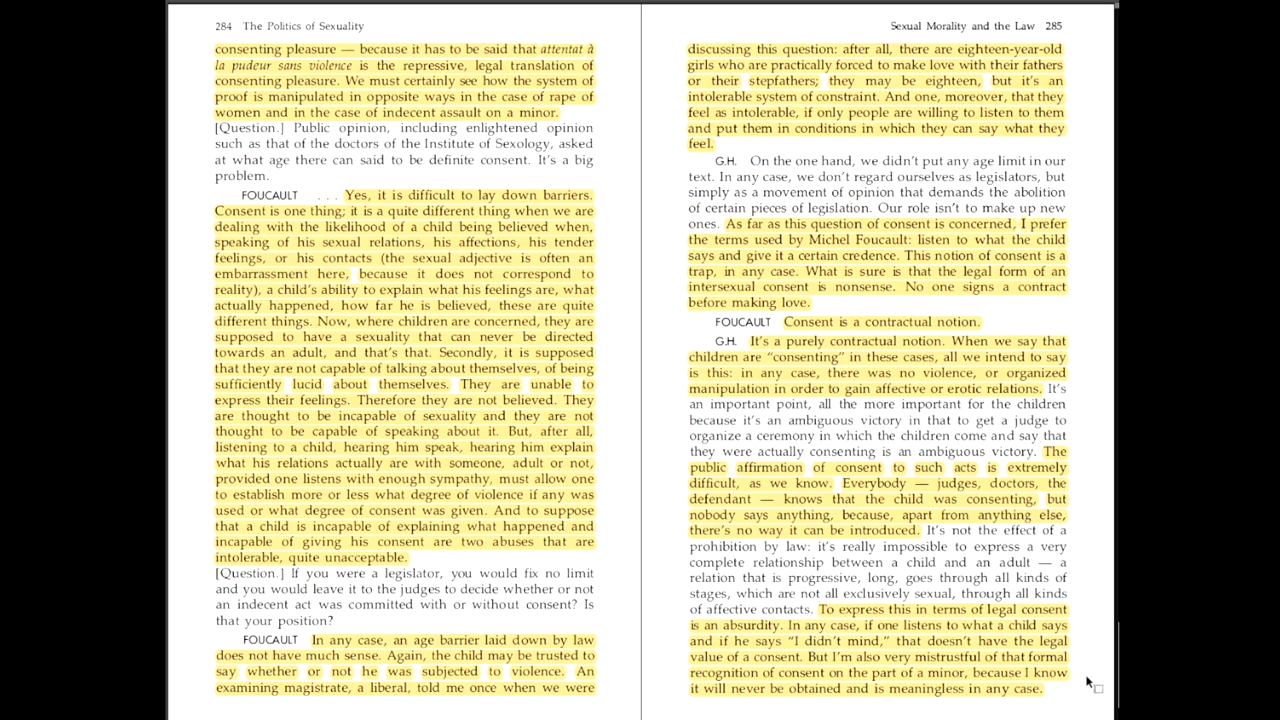 284 The Politics of Sexuality
consenting pleasure — because it has to be said that attentat à
la pudeur sans violence is the repressive, legal translation of
consenting pleasure. We must certainly see how the system of
proof is manipulated in opposite ways in the case of rape of
women and in the case of indecent assault on a minor.
[Question.] Public opinion, including enlightened opinion
such as that of the doctors of the Institute of Sexology, asked
at what age there can said to be definite consent. It's a big
problem.
FOUCAULT . . . Yes, it is difficult to lay down barriers.
Consent is one thing; it is a quite different thing when we are
dealing with the likelihood of a child being believed when,
speaking of his sexual relations, his affections, his tender
feelings, or his contacts (the sexual adjective is often an
embarrassment here, because it does not correspond to
reality), a child's ability to explain what his feelings are, what
actually happened, how far he is believed, these are quite
different things. Now, where children are concerned, they are
supposed to have a sexuality that can never be directed
towards an adult, and that's that. Secondly, it is supposed
that they are not capable of talking about themselves, of being
sufficiently lucid about themselves. They are unable to
express their feelings. Therefore they are not believed. They
are thought to be incapable of sexuality and they are not
thought to be capable of speaking about it. But, after all,
listening to a child, hearing him speak, hearing him explain
what his relations actually are with someone, adult or not,
provided one listens with enough sympathy, must allow one
to establish more or less what degree of violence if any was
used or what degree of consent was given. And to suppose
that a child is incapable of explaining what happened and
incapable of giving his consent are two abuses that are
intolerable, quite unacceptable.
[Question.] If you were a legislator, you would fix no limit
and you would leave it to the judges to decide whether or not
an indecent act was committed with or without consent? Is
that your position?
FOUCAULT In any case, an age barrier laid down by law
does not have much sense. Again, the child may be trusted to
say whether or not he was subjected to violence. An
examining magistrate, a liberal, told me once when we were
Sexual Morality and the Law 285
discussing this question: after all, there are eighteen-year-old
girls who are practically forced to make love with their fathers
or their stepfathers; they may be eighteen, but it's an
intolerable system of constraint. And one, moreover, that they
feel as intolerable, if only people are willing to listen to them
and put them in conditions in which they can say what they
feel.
G.H. On the one hand, we didn't put any age limit in our
text. In any case, we don't regard ourselves as legislators, but
simply as a movement of opinion that demands the abolition
of certain pieces of legislation. Our role isn't to make up new
ones. As far as this question of consent is concerned, I prefer
the terms used by Michel Foucault: listen to what the child
says and give it a certain credence. This notion of consent is a
trap, in any case. What is sure is that the legal form of an
intersexual consent is nonsense. No one signs a contract
before making love.
FOUCAULT Consent is a contractual notion.
G.H. It's a purely contractual notion. When we say that
children are "consenting" in these cases, all we intend to say
is this: in any case, there was no violence, or organized
manipulation in order to gain affective or erotic relations. It's
an important point, all the more important for the children
because it's an ambiguous victory in that to get a judge to
organize a ceremony in which the children come and say that
they were actually consenting is an ambiguous victory. The
public affirmation of consent to such acts is extremely
difficult, as we know. Everybody — judges, doctors, the
defendant — knows that the child was consenting, but
nobody says anything, because, apart from anything else,
there's no way it can be introduced. It's not the effect of a
prohibition by law: it's really impossible to express a very
complete relationship between a child and an adult — a
relation that is progressive, long, goes through all kinds of
stages, which are not all exclusively sexual, through all kinds
of affective contacts. To express this in terms of legal consent
is an absurdity. In any case, if one listens to what a child says
and if he says "I didn't mind," that doesn't have the legal
value of a consent. But I'm also very mistrustful of that formal
recognition of consent on the part of a minor, because I know
it will never be obtained and is meaningless in any case.